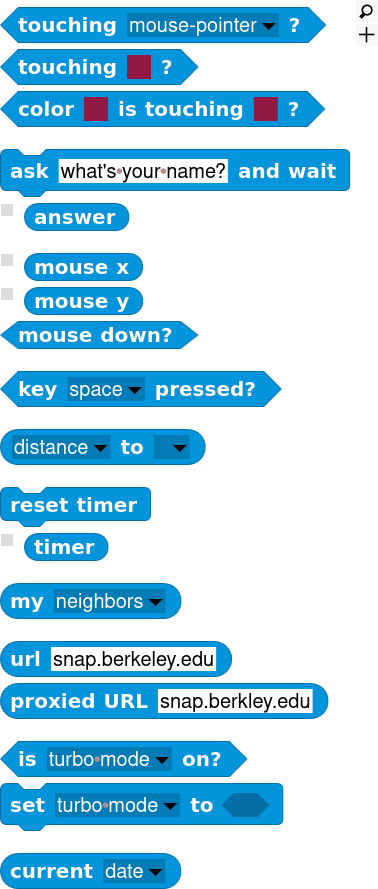 touching mouse-pointer ?
touching ?
color is touching ?
ask what's your name? and wait
answer
mouse x
mouse y
mouse down?
key space pressed?
distance to
reset timer
timer
my neighbors
url snap.berkeley.edu
proxied URL snap.berkley.edu
is turbo mode on?
set turbo mode to
current date